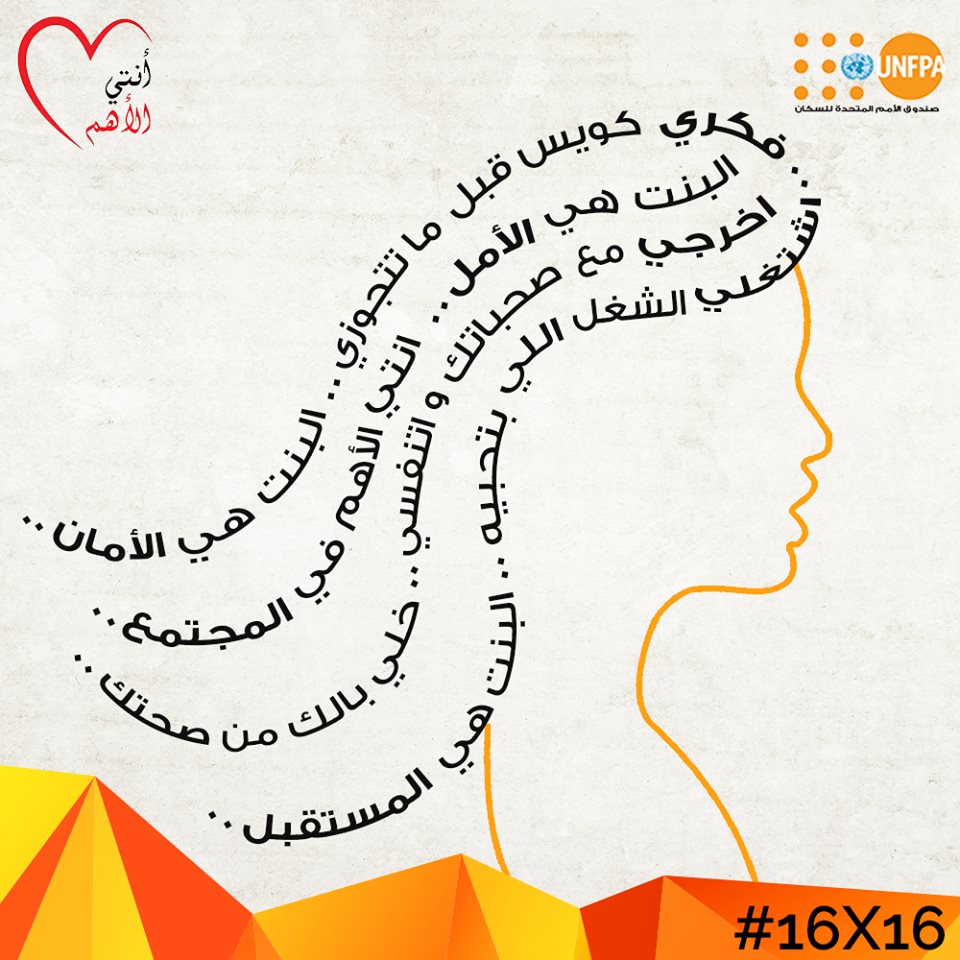 أنتي
الأهم
UNFPA
صندوق الأمم المتحدة للسكان
فكري كويس قبل ما تتجوزي .. البنت هي الأمان ..
البنت هي الأمل .. انتي الأهم في المجتمع ..
.. اخرجي مع صحباتك و اتنفسي .. خلي بالك من صحتك ..
اشتغلي الشغل اللي بتحبيه .. البنت هي المستقبل ..
#16X16